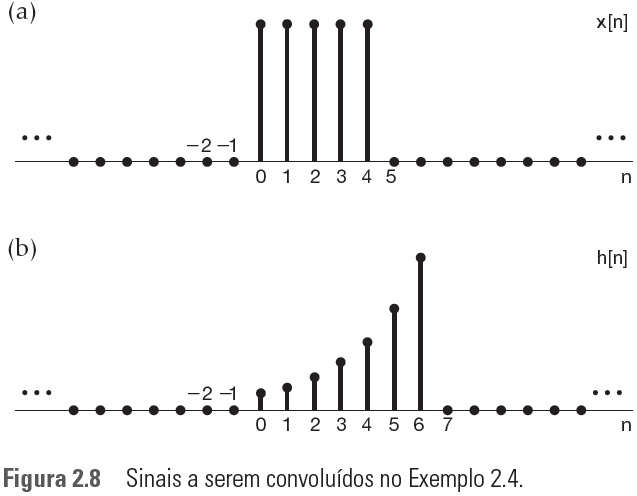 (a)
x[n]
... ...
−2 −1
0 1 2 3 4 5 n
(b)
h[n]
... −2 −1 ...
0 1 2 3 4 5 6 7 n
Figura 2.8 Sinais a serem convoluídos no Exemplo 2.4.